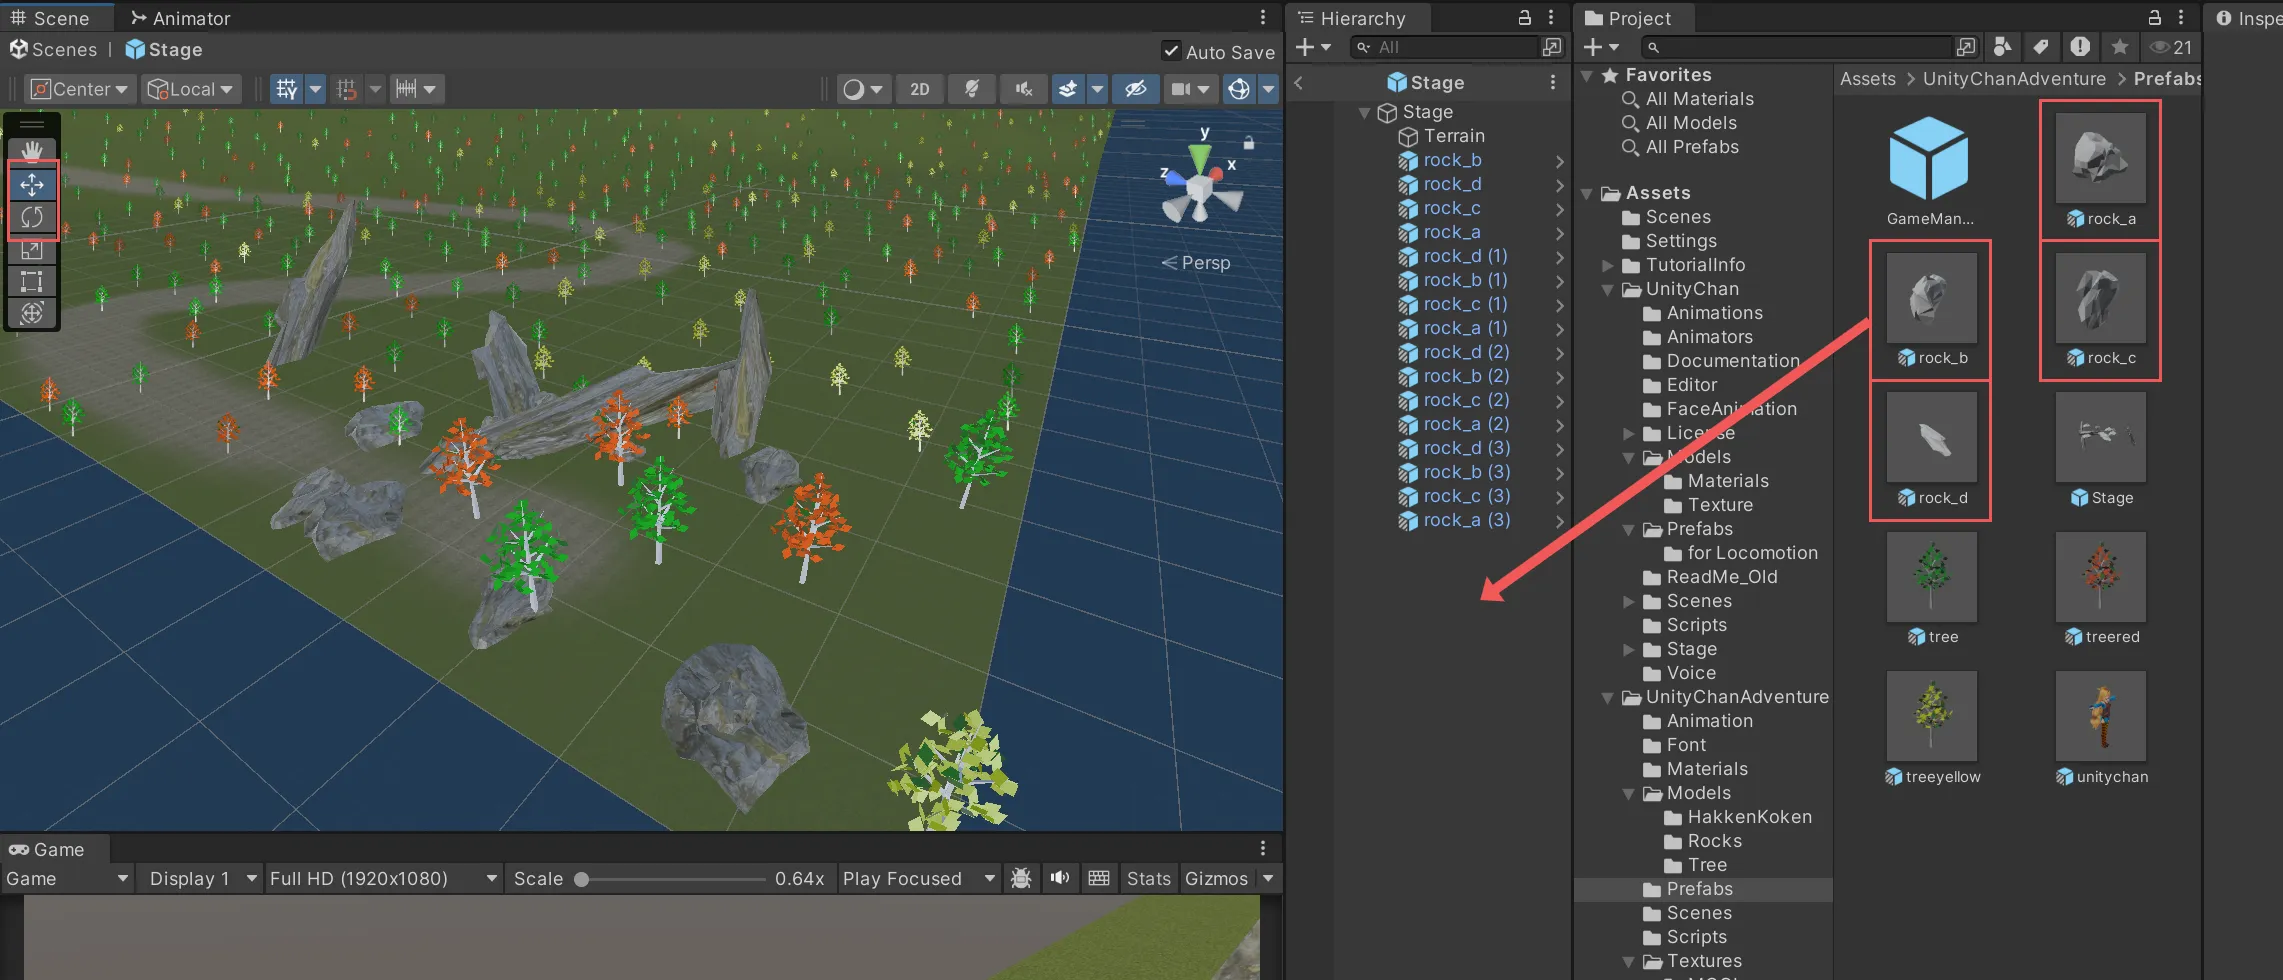 Scene
Animator
Scenes | Stage
Auto Save
Center
Local
2D
y
x
z
Persp
Game
Game
Display 1
Full HD (1920x1080)
Scale
0.64x
Play Focused
Stats
Gizmos
Hierarchy
All
Stage
Stage
Terrain
rock_b
rock_d
rock_c
rock_a
rock_d (1)
rock_b (1)
rock_c (1)
rock_a (1)
rock_d (2)
rock_b (2)
rock_c (2)
rock_a (2)
rock_d (3)
rock_b (3)
rock_c (3)
rock_a (3)
Project
21
Favorites
All Materials
All Models
All Prefabs
Assets
Scenes
Settings
TutorialInfo
UnityChan
Animations
Animators
Documentation
Editor
FaceAnimation
License
Models
Materials
Texture
Prefabs
for Locomotion
ReadMe_Old
Scenes
Scripts
Stage
Voice
UnityChanAdventure
Animation
Font
Materials
Models
HakkenKoken
Rocks
Tree
Prefabs
Scenes
Scripts
Textures
Assets > UnityChanAdventure > Prefabs
GameMan...
rock_a
rock_b
rock_c
rock_d
Stage
tree
treered
treeyellow
unitychan
Inspe